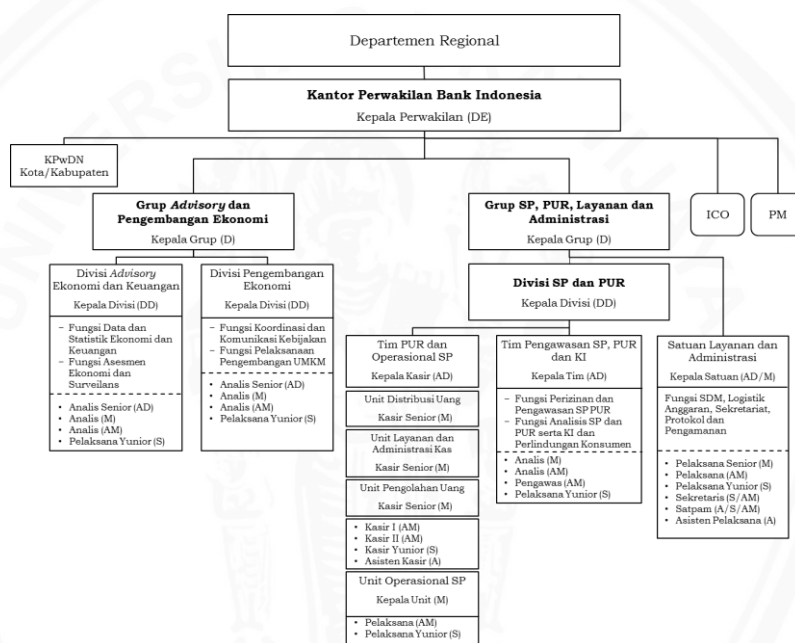 Departemen Regional
Kantor Perwakilan Bank Indonesia
Kepala Perwakilan (DE)
KPwDN
Kota/Kabupaten
Grup Advisory dan
Pengembangan Ekonomi
Kepala Grup (D)
Grup SP, PUR, Layanan dan
Administrasi
Kepala Grup (D)
ICO
PM
Divisi Advisory
Ekonomi dan Keuangan
Kepala Divisi (DD)
– Fungsi Data dan
Statistik Ekonomi dan
Keuangan
– Fungsi Asesmen
Ekonomi dan
Surveilans
• Analis Senior (AD)
• Analis (M)
• Analis (AM)
• Pelaksana Yunior (S)
Divisi Pengembangan
Ekonomi
Kepala Divisi (DD)
– Fungsi Koordinasi dan
Komunikasi Kebijakan
– Fungsi Pelaksanaan
Pengembangan UMKM
• Analis Senior (AD)
• Analis (M)
• Analis (AM)
• Pelaksana Yunior (S)
Divisi SP dan PUR
Kepala Divisi (DD)
Tim PUR dan
Operasional SP
Kepala Kasir (AD)
Unit Distribusi Uang
Kasir Senior (M)
Unit Layanan dan
Administrasi Kas
Kasir Senior (M)
Unit Pengolahan Uang
Kasir Senior (M)
• Kasir I (AM)
• Kasir II (AM)
• Kasir Yunior (S)
• Asisten Kasir (A)
Unit Operasional SP
Kepala Unit (M)
• Pelaksana (AM)
• Pelaksana Yunior (S)
Tim Pengawasan SP, PUR
dan KI
Kepala Tim (AD)
– Fungsi Perizinan dan
Pengawasan SP PUR
– Fungsi Analisis SP dan
PUR serta KI dan
Perlindungan Konsumen
• Analis (M)
• Analis (AM)
• Pengawas (AM)
• Pelaksana Yunior (S)
Satuan Layanan dan
Administrasi
Kepala Satuan (AD/M)
Fungsi SDM, Logistik
Anggaran, Sekretariat,
Protokol dan
Pengamanan
• Pelaksana Senior (M)
• Pelaksana (AM)
• Pelaksana Yunior (S)
• Sekretaris (S/AM)
• Satpam (A/S/AM)
• Asisten Pelaksana (A)